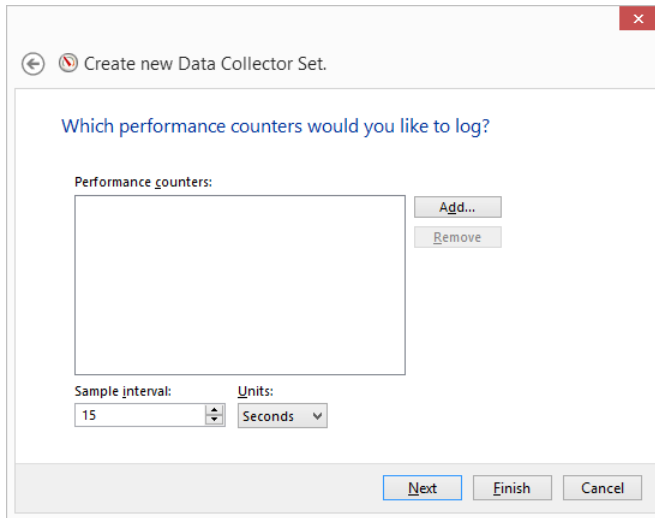 Create new Data Collector Set.
Which performance counters would you like to log?
Performance counters:
Add...
Remove
Sample interval: Units:
15 Seconds
Next Finish Cancel